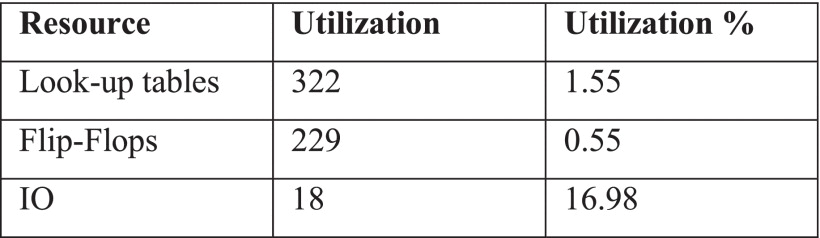 Resource Utilization Utilization %
Look-up tables 322 1.55
Flip-Flops 229 0.55
IO 18 16.98